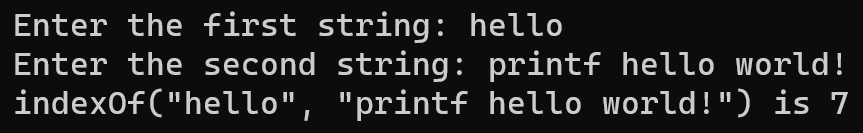 Enter the first string: hello
Enter the second string: printf hello world!
indexOf("hello", "printf hello world!") is 7